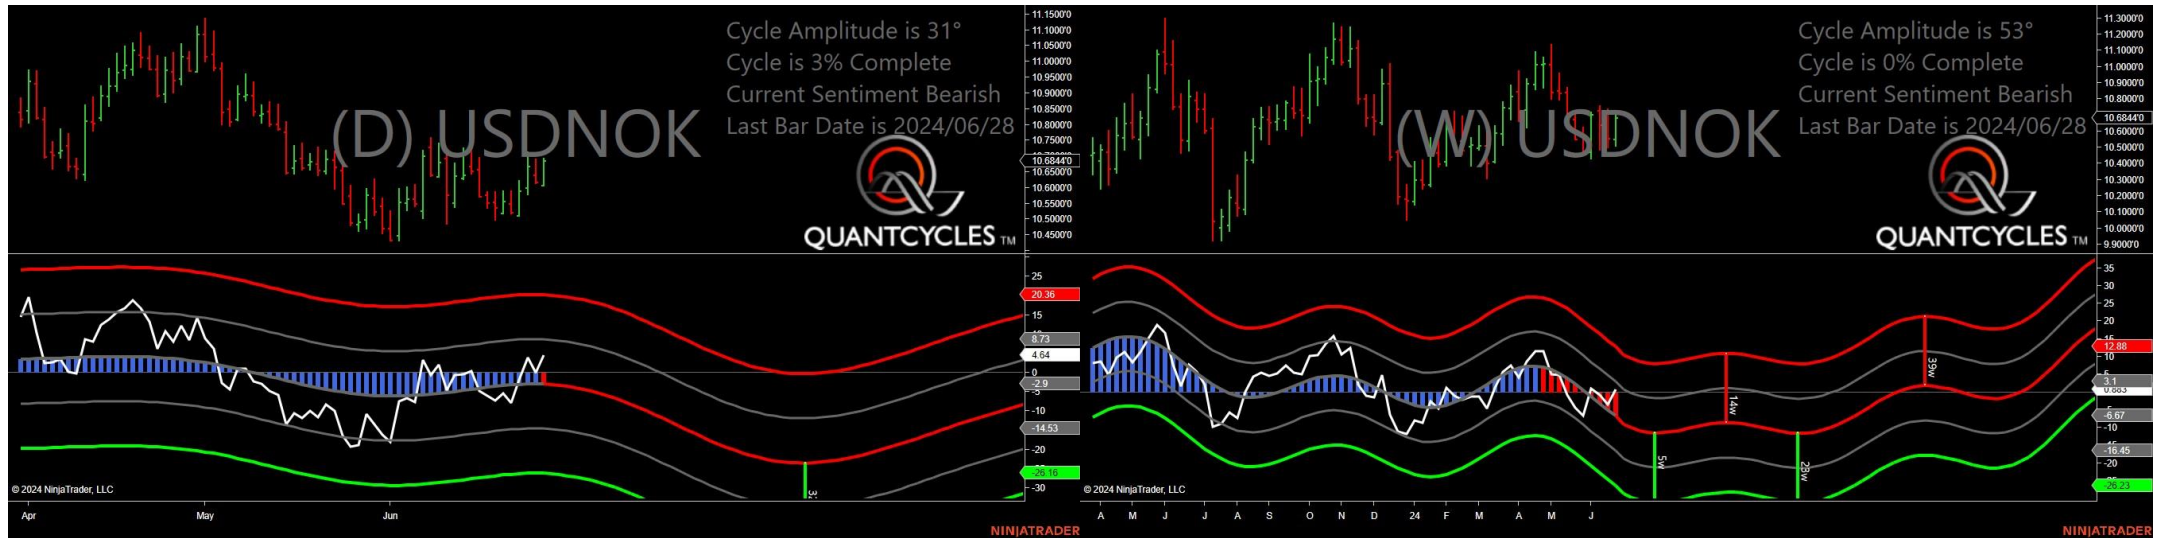 Cycle Amplitude is 31°
Cycle is 3% Complete
Current Sentiment Bearish
Last Bar Date is 2024/06/28
(D) USDNOK
QUANTCYCLES TM
11.1500'0
11.1000'0
11.0500'0
11.0000'0
10.9500'0
10.9000'0
10.8500'0
10.8000'0
10.7500'0
10.6844'0
10.6500'0
10.6000'0
10.5500'0
10.5000'0
10.4500'0
25
20.36
15
8.73
4.64
0
-2.9
-5
-10
-14.53
-20
-26.16
-30
© 2024 NinjaTrader, LLC
Apr
May
Jun
NINJATRADER
Cycle Amplitude is 53°
Cycle is 0% Complete
Current Sentiment Bearish
Last Bar Date is 2024/06/28
(W) USDNOK
QUANTCYCLES TM
11.3000'0
11.2000'0
11.1000'0
11.0000'0
10.9000'0
10.8000'0
10.6844'0
10.6000'0
10.5000'0
10.4000'0
10.3000'0
10.2000'0
10.1000'0
10.0000'0
9.9000'0
35
30
25
20
12.88
10
3.1
0.883
-6.67
-10
-16.45
-20
-26.23
5w
14w
28w
39w
© 2024 NinjaTrader, LLC
A M J J A S O N D 24 F M A M J
NINJATRADER